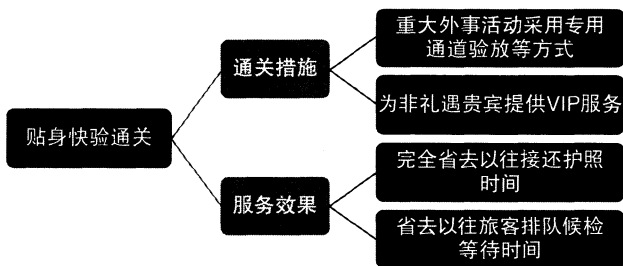 贴身快验通关
通关措施
重大外事活动采用专用
通道验放等方式
为非礼遇贵宾提供VIP服务
服务效果
完全省去以往接还护照
时间
省去以往旅客排队候检
等待时间